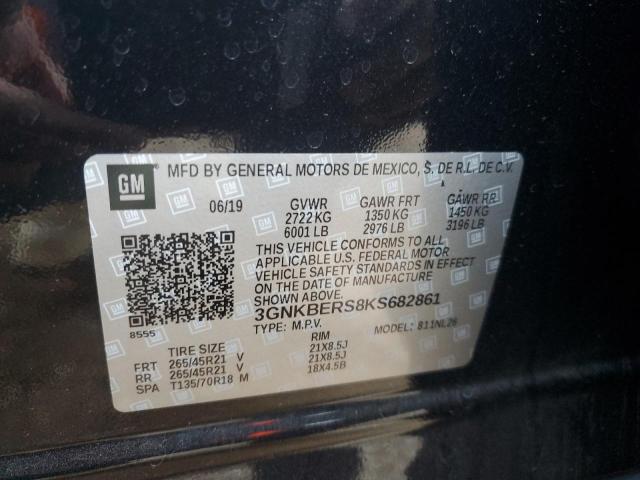 GM
MFD BY GENERAL MOTORS DE MEXICO, S. DE R.L. DE C.V.
06/19 GVWR GAWR FRT GAWR RR
2722 KG 1350 KG 1450 KG
6001 LB 2976 LB 3196 LB
THIS VEHICLE CONFORMS TO ALL
APPLICABLE U.S. FEDERAL MOTOR
VEHICLE SAFETY STANDARDS IN
EFFECT ON THE DATE OF MANUFACTURE
SHOWN ABOVE.
3GNKBERS8KS682861
8555
TYPE: M.P.V. MODEL: 811NL26
TIRE SIZE RIM
FRT 265/45R21 V 21X8.5J
RR 265/45R21 V 21X8.5J
SPA T135/70R18 M 18X4.5B